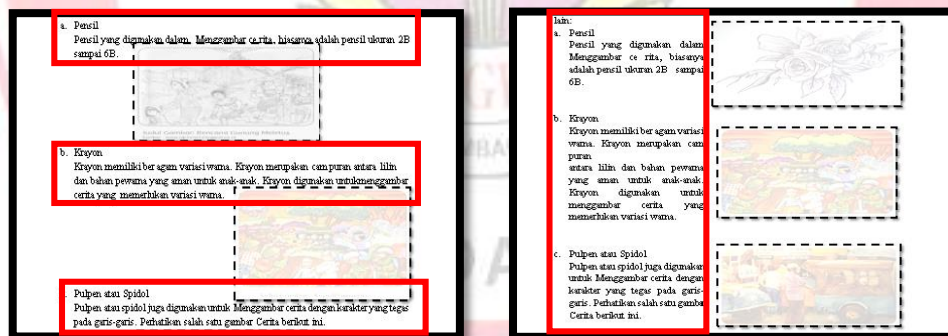 a. Pensil
Pensil yang digunakan dalam. Menggambar ce rita, biasanya adalah pensil ukuran 2B
sampai 6B.
b. Krayon
Krayon memiliki ber agam variasi warna. Krayon merupakan cam puran antara lilin
dan bahan pewarna yang aman untuk anak-anak. Krayon digunakan untukmenggambar
cerita yang memerlukan variasi warna.
Pulpen atau Spidol
Pulpen atau spidol juga digunakan untuk Menggambar cerita dengan karakter yang tegas
pada garis-garis. Perhatikan salah satu gambar Cerita berikut ini.
lain:
a. Pensil
Pensil yang digunakan dalam
Menggambar ce rita, biasanya
adalah pensil ukuran 2B sampai
6B.
b. Krayon
Krayon memiliki ber agam variasi
warna. Krayon merupakan cam
puran
antara lilin dan bahan pewarna
yang aman untuk anak-anak.
Krayon digunakan untuk
menggambar cerita yang
memerlukan variasi warna.
c. Pulpen atau Spidol
Pulpen atau spidol juga digunakan
untuk Menggambar cerita dengan
karakter yang tegas pada garis-
garis. Perhatikan salah satu gambar
Cerita berikut ini.